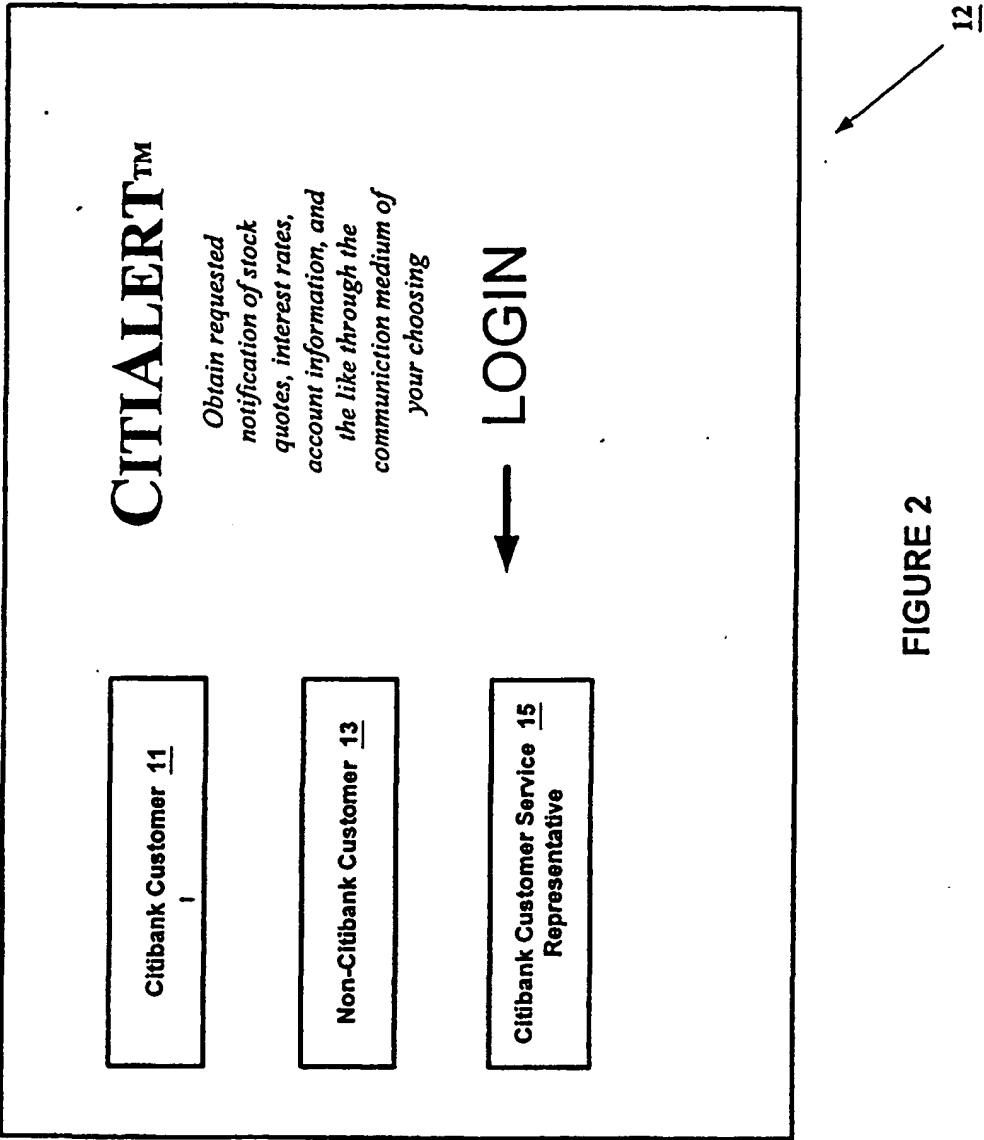 Citibank Customer 11
Non-Citibank Customer 13
Citibank Customer Service 15
Representative
CITIALERT™
Obtain requested
notification of stock
quotes, interest rates,
account information, and
the like through the
communiction medium of
your choosing
LOGIN
12
FIGURE 2